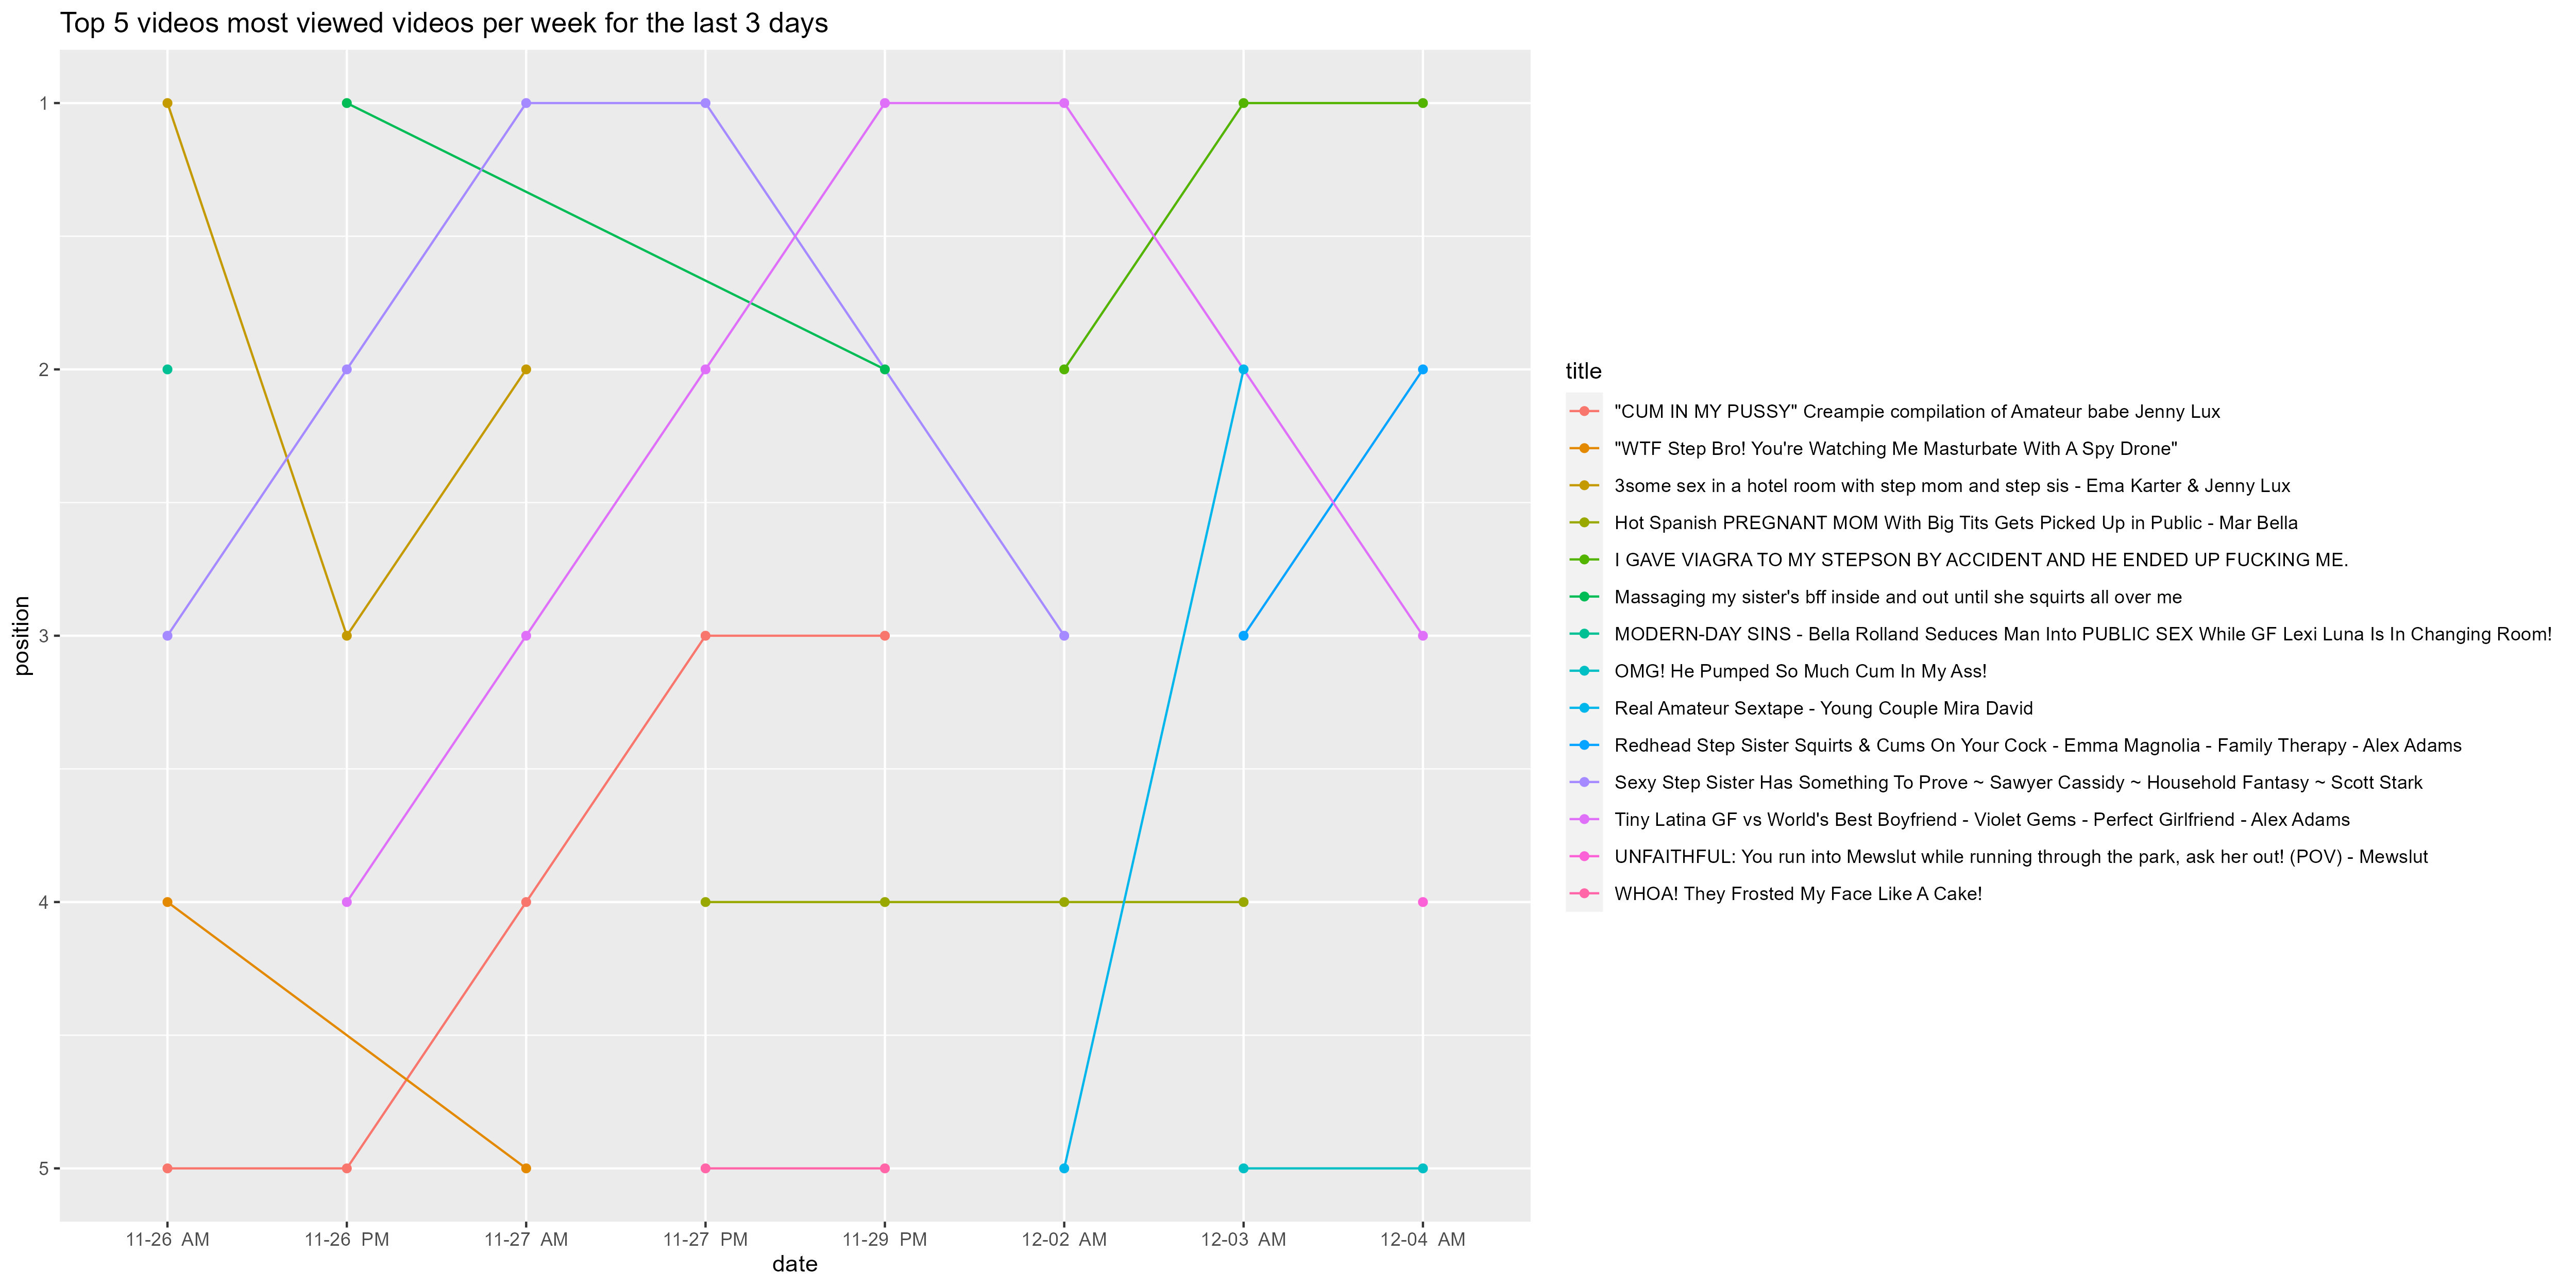 Top 5 videos most viewed videos per week for the last 3 days
position
1
2
3
4
5
11-26 AM
11-26 PM
11-27 AM
11-27 PM
11-29 PM
12-02 AM
12-03 AM
12-04 AM
date
title
"CUM IN MY PUSSY" Creampie compilation of Amateur babe Jenny Lux
"WTF Step Bro! You're Watching Me Masturbate With A Spy Drone"
3some sex in a hotel room with step mom and step sis - Ema Karter & Jenny Lux
Hot Spanish PREGNANT MOM With Big Tits Gets Picked Up in Public - Mar Bella
I GAVE VIAGRA TO MY STEPSON BY ACCIDENT AND HE ENDED UP FUCKING ME.
Massaging my sister's bff inside and out until she squirts all over me
MODERN-DAY SINS - Bella Rolland Seduces Man Into PUBLIC SEX While GF Lexi Luna Is In Changing Room!
OMG! He Pumped So Much Cum In My Ass!
Real Amateur Sextape - Young Couple Mira David
Redhead Step Sister Squirts & Cums On Your Cock - Emma Magnolia - Family Therapy - Alex Adams
Sexy Step Sister Has Something To Prove ~ Sawyer Cassidy ~ Household Fantasy ~ Scott Stark
Tiny Latina GF vs World's Best Boyfriend - Violet Gems - Perfect Girlfriend - Alex Adams
UNFAITHFUL: You run into Mewslut while running through the park, ask her out! (POV) - Mewslut
WHOA! They Frosted My Face Like A Cake!